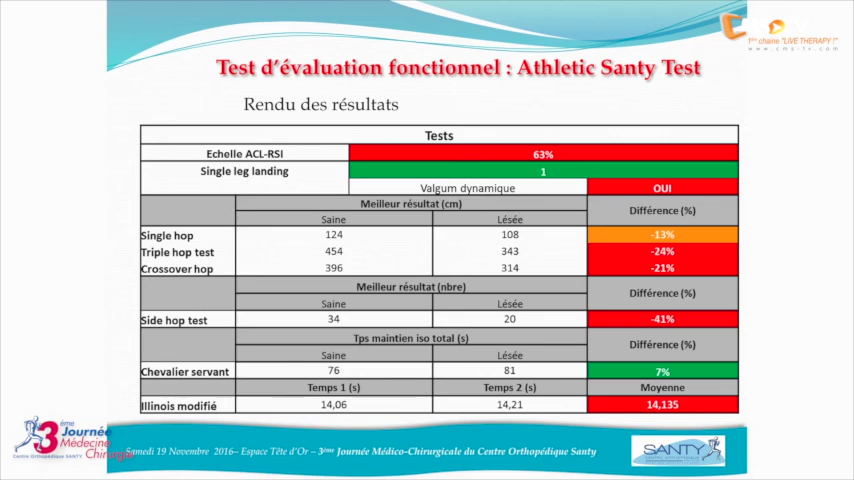 1ère chaine "LIVE THERAPY !"
www.cms-tv.com
Test d'évaluation fonctionnel : Athletic Santy Test
Rendu des résultats
Tests
Echelle ACL-RSI 63%
Single leg landing 1
Valgum dynamique OUI
Meilleur résultat (cm) Différence (%)
Saine Lésée
Single hop 124 108 -13%
Triple hop test 454 343 -24%
Crossover hop 396 314 -21%
Meilleur résultat (nbre) Différence (%)
Saine Lésée
Side hop test 34 20 -41%
Tps maintien iso total (s) Différence (%)
Saine Lésée
Chevalier servant 76 81 7%
Temps 1 (s) Temps 2 (s) Moyenne
Illinois modifié 14,06 14,21 14,135
3ème Journée
Médecine
Chirurgie
Centre Orthopédique SANTY
Samedi 19 Novembre 2016– Espace Tête d'Or – 3ème Journée Médico-Chirurgicale du Centre Orthopédique Santy
SANTY